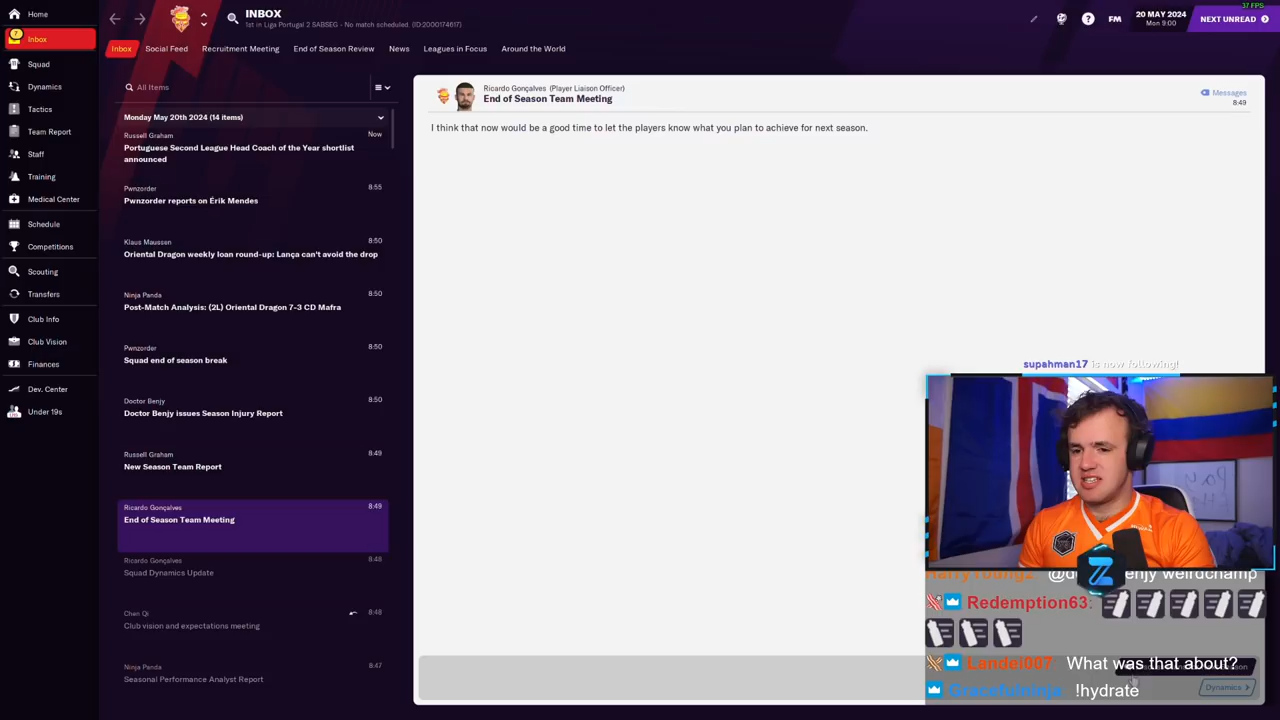 37 FPS
Home
INBOX
1st in Liga Portugal 2 SABSEG - No match scheduled. (ID:2000174617)
FM
20 MAY 2024
Mon 9:00
NEXT UNREAD
7
Inbox
Squad
Dynamics
Tactics
Team Report
Staff
Training
Medical Center
Schedule
Competitions
Scouting
Transfers
Club Info
Club Vision
Finances
Dev. Center
Under 19s
Inbox Social Feed Recruitment Meeting End of Season Review News Leagues in Focus Around the World
All Items
Monday May 20th 2024 (14 items)
Russell Graham Now
Portuguese Second League Head Coach of the Year shortlist
announced
Pwnzorder 8:55
Pwnzorder reports on Érik Mendes
Klaus Maussen 8:50
Oriental Dragon weekly loan round-up: Lança can't avoid the drop
Ninja Panda 8:50
Post-Match Analysis: (2L) Oriental Dragon 7-3 CD Mafra
Pwnzorder 8:50
Squad end of season break
Doctor Benjy 8:50
Doctor Benjy issues Season Injury Report
Russell Graham 8:49
New Season Team Report
Ricardo Gonçalves 8:49
End of Season Team Meeting
Ricardo Gonçalves 8:48
Squad Dynamics Update
Chen Qi 8:48
Club vision and expectations meeting
Ninja Panda 8:47
Seasonal Performance Analyst Report
Ricardo Gonçalves (Player Liaison Officer)
End of Season Team Meeting
Messages
8:49
I think that now would be a good time to let the players know what you plan to achieve for next season.
supahman17 is now following!
weirdchamp
Redemption63:
Landel007 What was that about?
Gracefulninja !hydrate
Dynamics